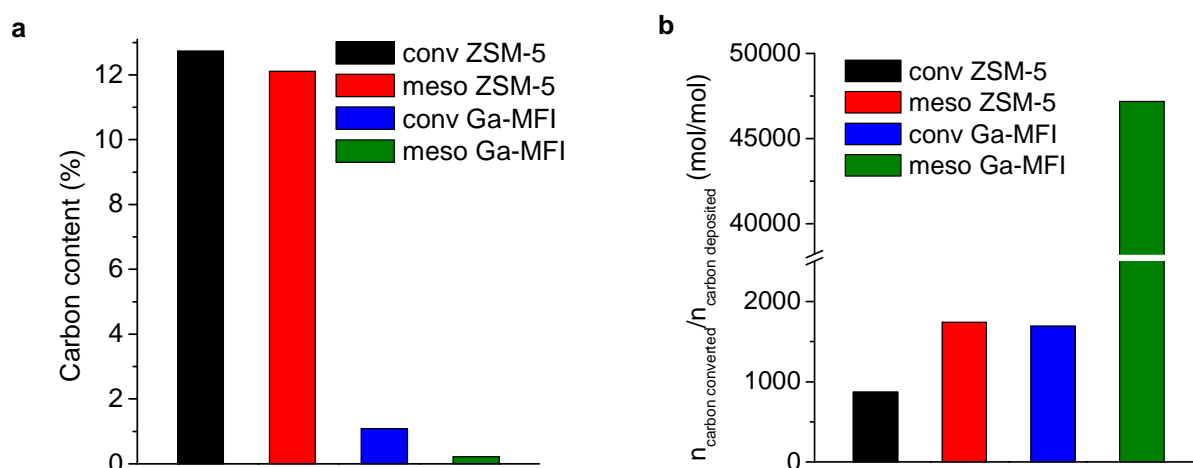 a
Carbon content (%)
12
10
8
6
4
2
0
conv ZSM-5
meso ZSM-5
conv Ga-MFI
meso Ga-MFI
b
n carbon converted/n carbon deposited (mol/mol)
50000
45000
40000
2000
1000
0
conv ZSM-5
meso ZSM-5
conv Ga-MFI
meso Ga-MFI